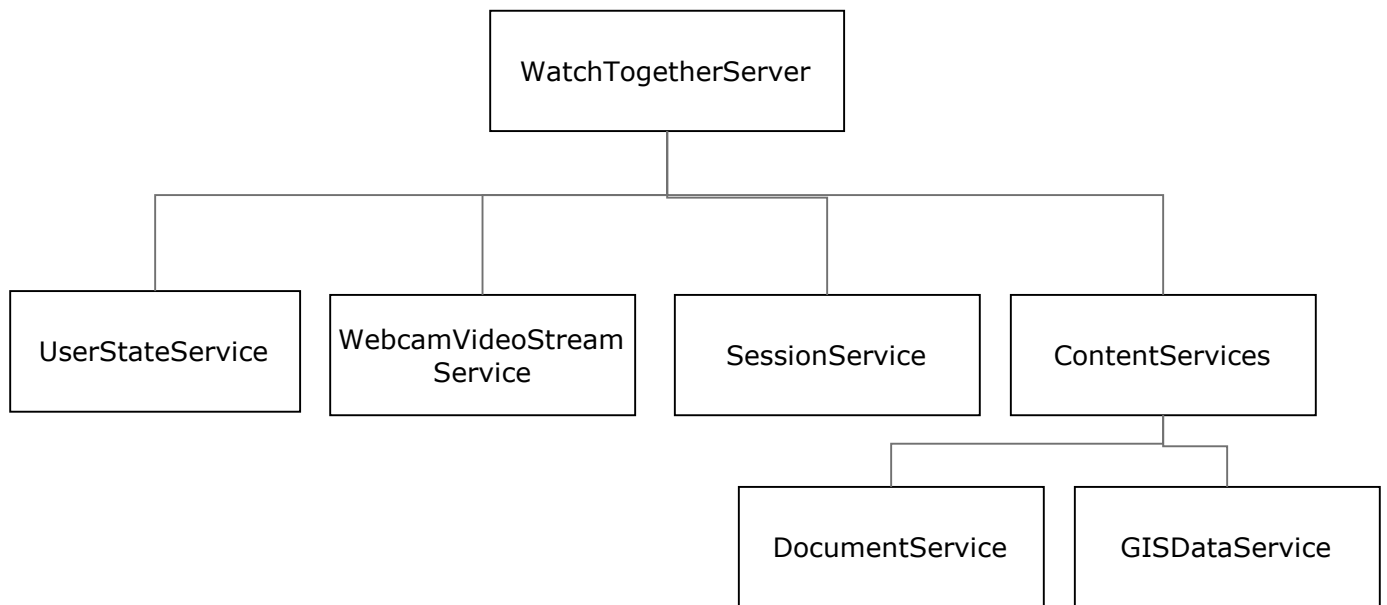 WatchTogetherServer
UserStateService
WebcamVideoStream
Service
SessionService
ContentServices
DocumentService
GISDataService